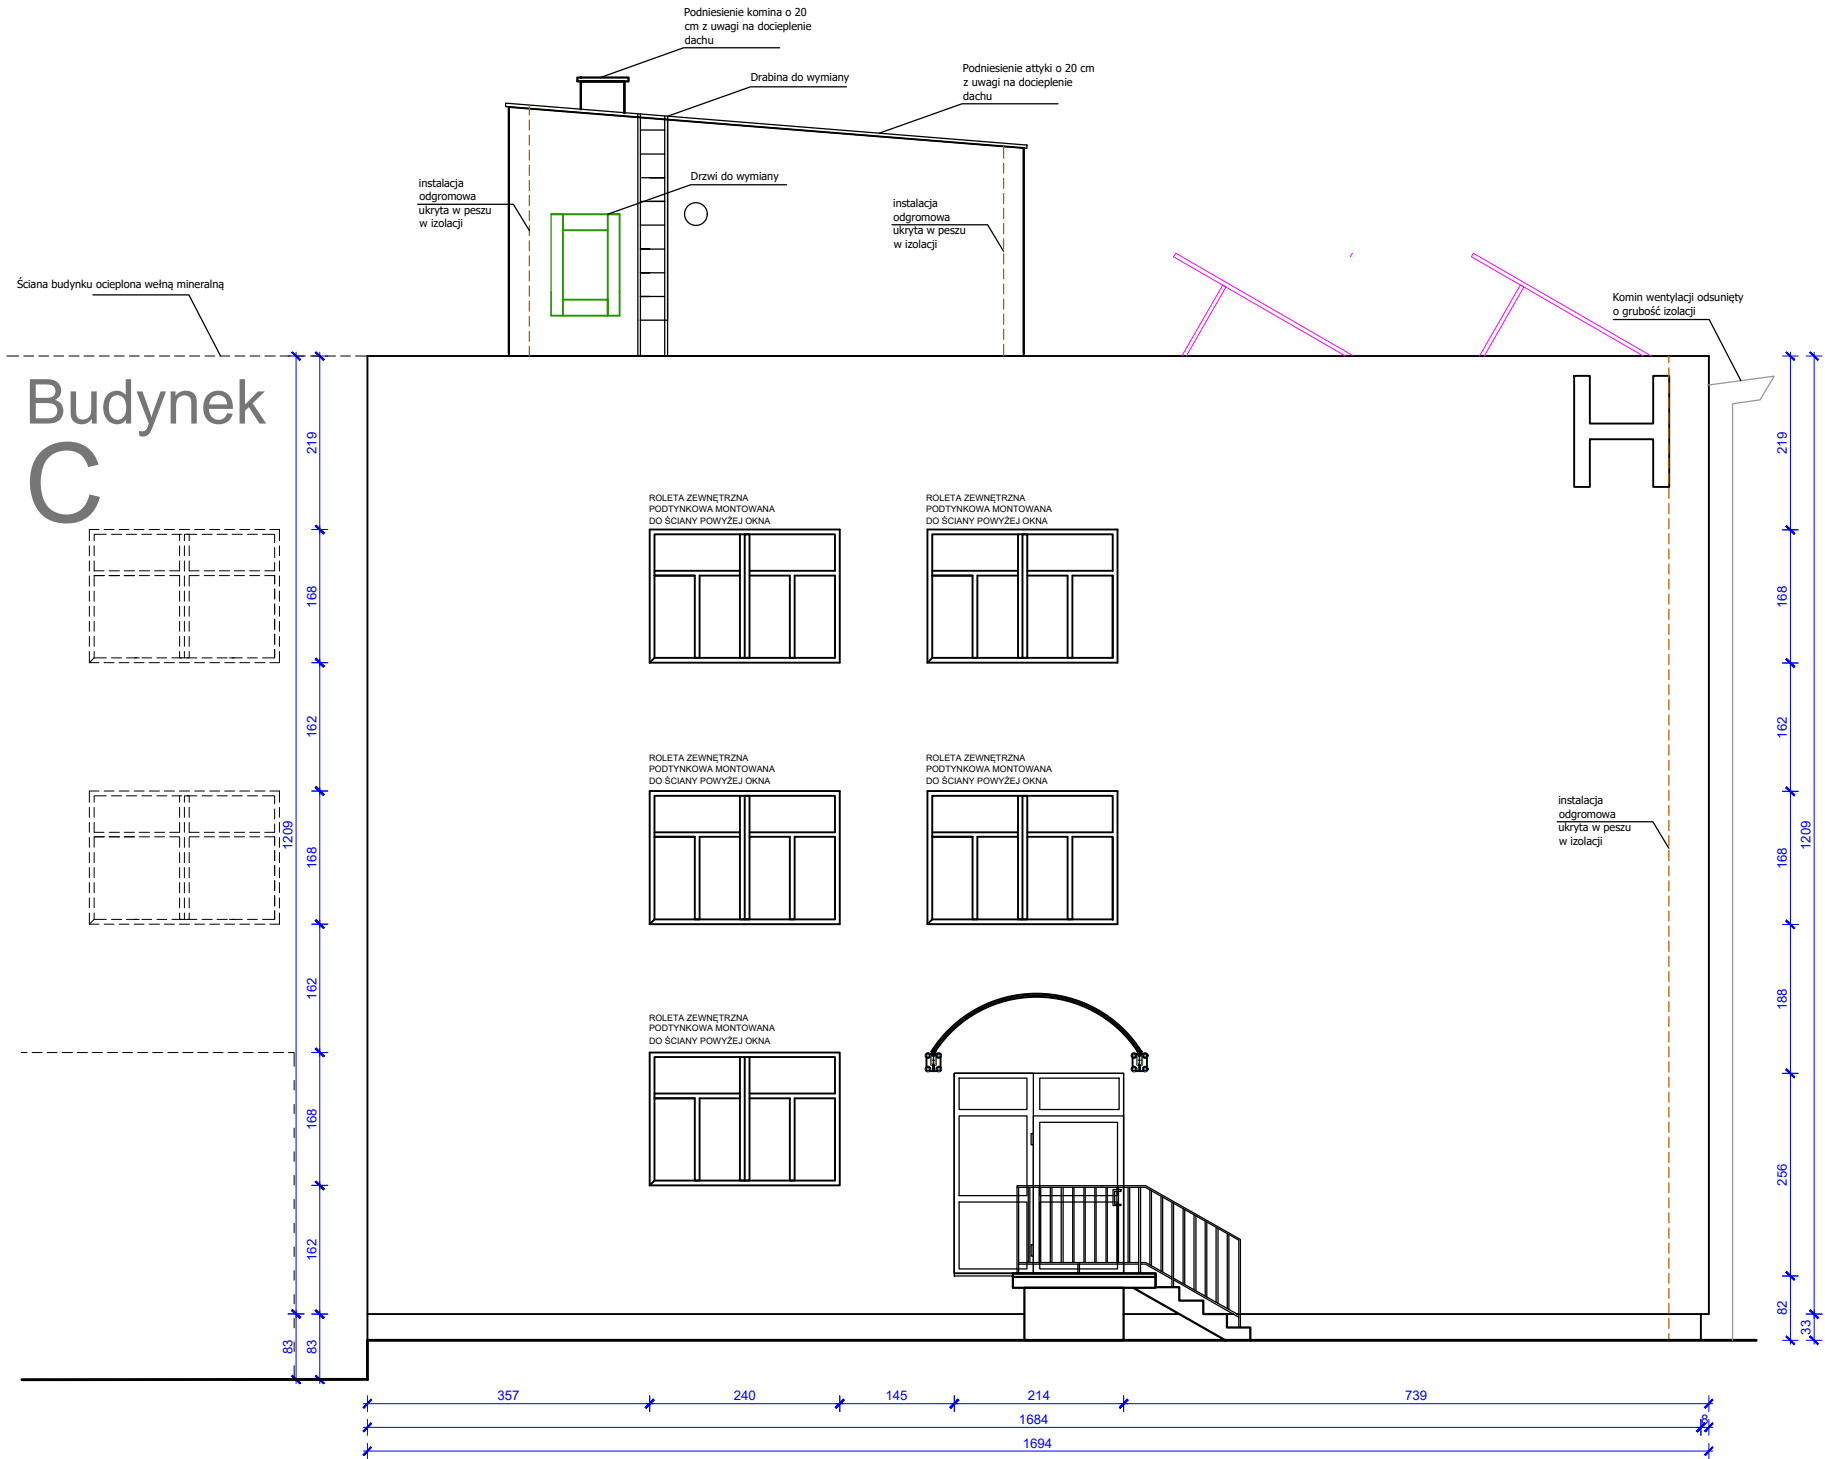 Podniesienie komina o 20
cm z uwagi na docieplenie
dachu
Drabina do wymiany
Podniesienie attyki o 20 cm
z uwagi na docieplenie
dachu
instalacja
odgromowa
ukryta w peszu
w izolacji
Drzwi do wymiany
instalacja
odgromowa
ukryta w peszu
w izolacji
Ściana budynku ocieplona wełną mineralną
Komin wentylacji odsunięty
o grubość izolacji
Budynek
C
H
ROLETA ZEWNĘTRZNA
PODTYNKOWA MONTOWANA
DO ŚCIANY POWYŻEJ OKNA
ROLETA ZEWNĘTRZNA
PODTYNKOWA MONTOWANA
DO ŚCIANY POWYŻEJ OKNA
ROLETA ZEWNĘTRZNA
PODTYNKOWA MONTOWANA
DO ŚCIANY POWYŻEJ OKNA
ROLETA ZEWNĘTRZNA
PODTYNKOWA MONTOWANA
DO ŚCIANY POWYŻEJ OKNA
instalacja
odgromowa
ukryta w peszu
w izolacji
ROLETA ZEWNĘTRZNA
PODTYNKOWA MONTOWANA
DO ŚCIANY POWYŻEJ OKNA
1209
83
219
168
162
168
162
168
162
83
219
168
162
168
188
256
82
1209
33
357
240
145
214
739
1684
8
1694